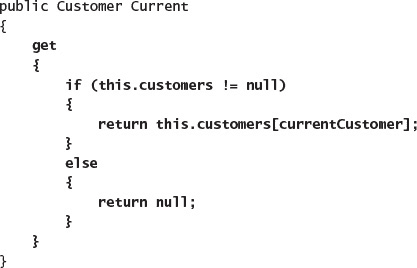 public Customer Current
{
    get
    {
        if (this.customers != null)
        {
            return this.customers[currentCustomer];
        }
        else
        {
            return null;
        }
    }
}